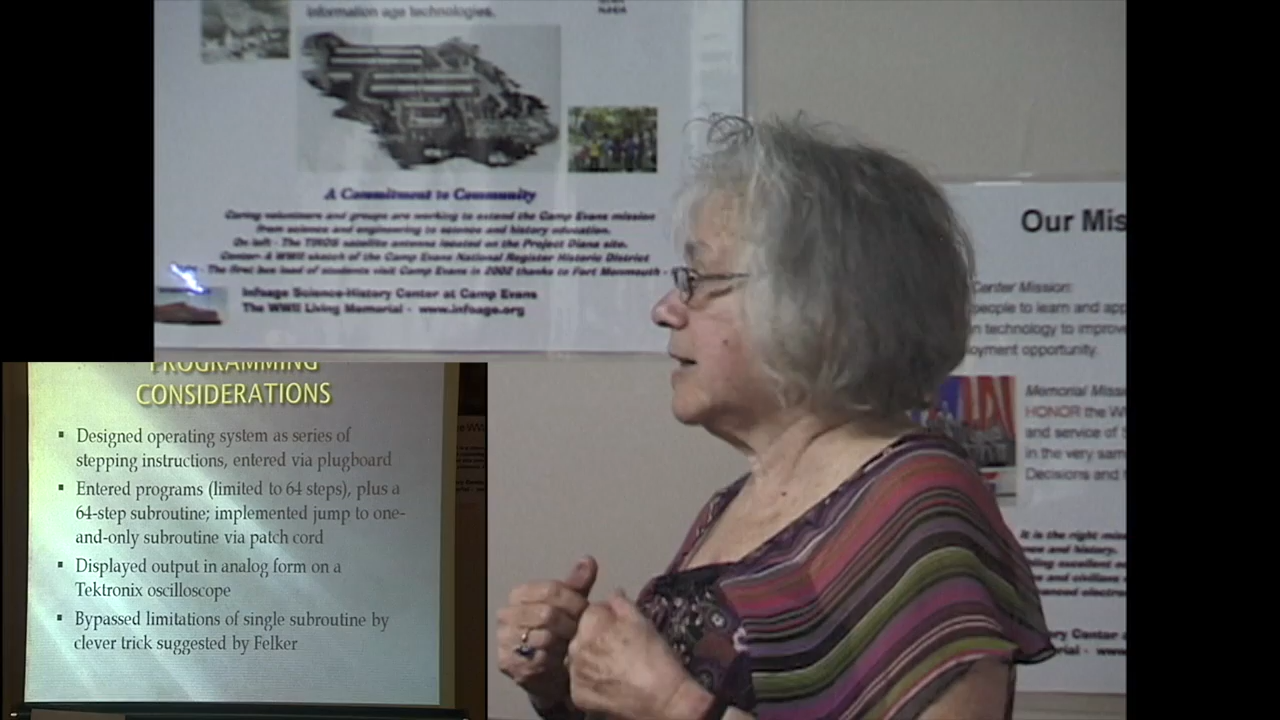 information age technologies.
A Commitment to Community
Caring volunteers and groups are working to extend the Camp Evans mission
from science and engineering to science and history education.
On left - The TIROS satellite antenna located on the Project Diana site.
Center- A WWII sketch of the Camp Evans National Register Historic District
- The first bus load of students visit Camp Evans in 2002 thanks to Fort Monmouth -
Infoage Science-History Center at Camp Evans
The WWII Living Memorial - www.infoage.org
Our Mis
Center Mission:
people to learn and app
n technology to improve
oyment opportunity.
Memorial Missi
HONOR the W
and service of
in the very sam
Decisions and
It is the right
and history.
excellent
and civilians
PROGRAMMING
CONSIDERATIONS
▪ Designed operating system as series of
stepping instructions, entered via plugboard
▪ Entered programs (limited to 64 steps), plus a
64-step subroutine; implemented jump to one-
and-only subroutine via patch cord
▪ Displayed output in analog form on a
Tektronix oscilloscope
▪ Bypassed limitations of single subroutine by
clever trick suggested by Felker